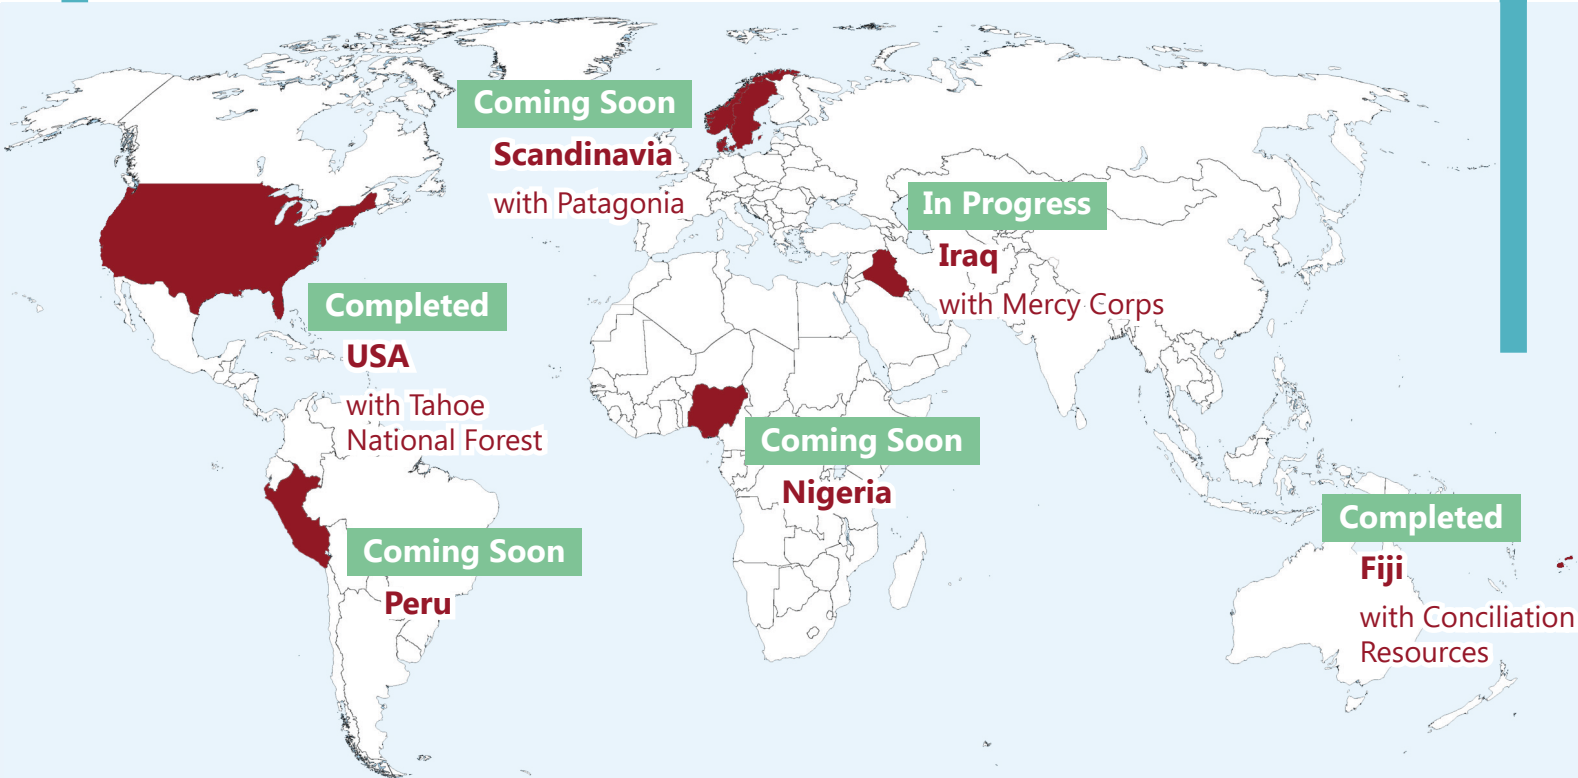 Coming Soon
Scandinavia
with Patagonia
In Progress
Iraq
with Mercy Corps
Completed
USA
with Tahoe
National Forest
Coming Soon
Nigeria
Coming Soon
Peru
Completed
Fiji
with Conciliation
Resources